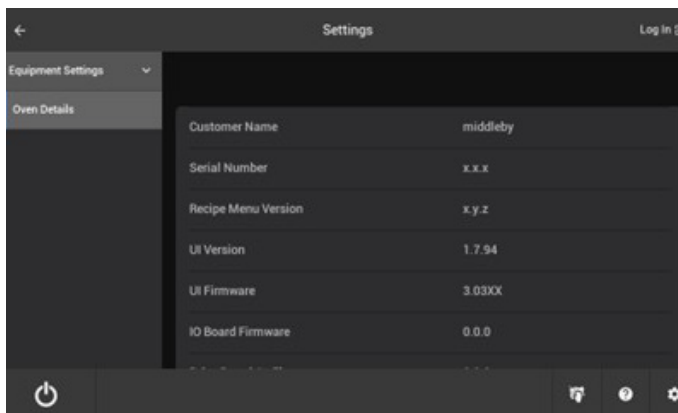 Settings
Log In
Equipment Settings
Oven Details
Customer Name middleby
Serial Number x.x.x
Recipe Menu Version x.y.z
UI Version 1.7.94
UI Firmware 3.03XX
IO Board Firmware 0.0.0